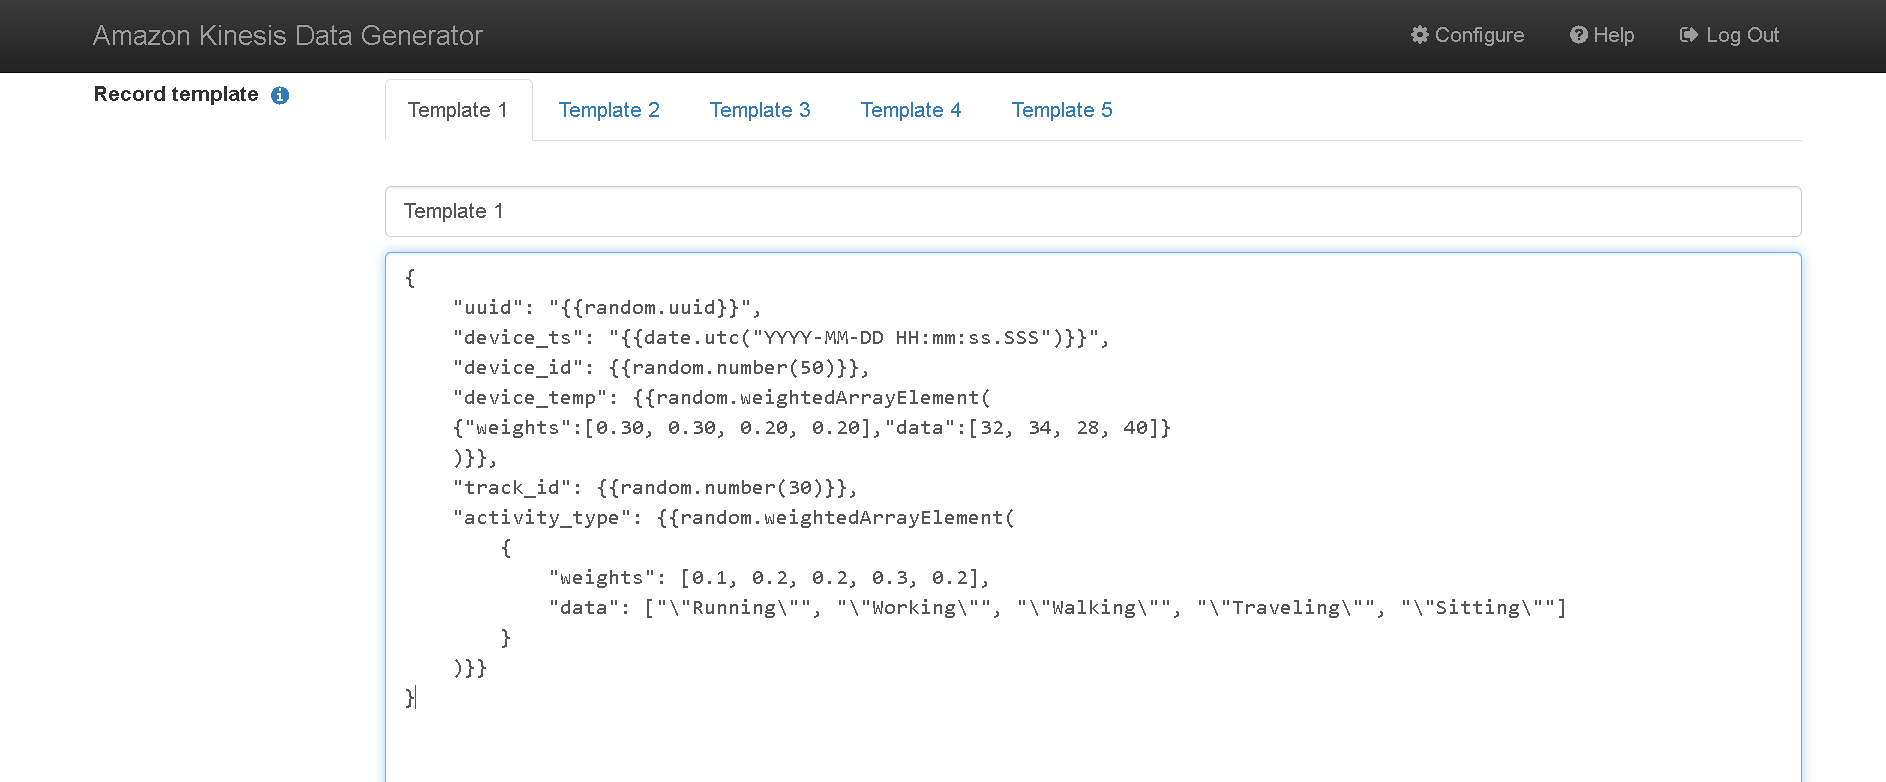 Amazon Kinesis Data Generator Configure Help Log Out
Record template Template 1 Template 2 Template 3 Template 4 Template 5
Template 1
{
    "uuid": "{{random.uuid}}",
    "device_ts": "{{date.utc("YYYY-MM-DD HH:mm:ss.SSS")}}",
    "device_id": {{random.number(50)}},
    "device_temp": {{random.weightedArrayElement(
    {"weights":[0.30, 0.30, 0.20, 0.20],"data":[32, 34, 28, 40]}
    )}},
    "track_id": {{random.number(30)}},
    "activity_type": {{random.weightedArrayElement(
        {
            "weights": [0.1, 0.2, 0.2, 0.3, 0.2],
            "data": ["\"Running\"", "\"Working\"", "\"Walking\"", "\"Traveling\"", "\"Sitting\""]
        }
    )}}
}